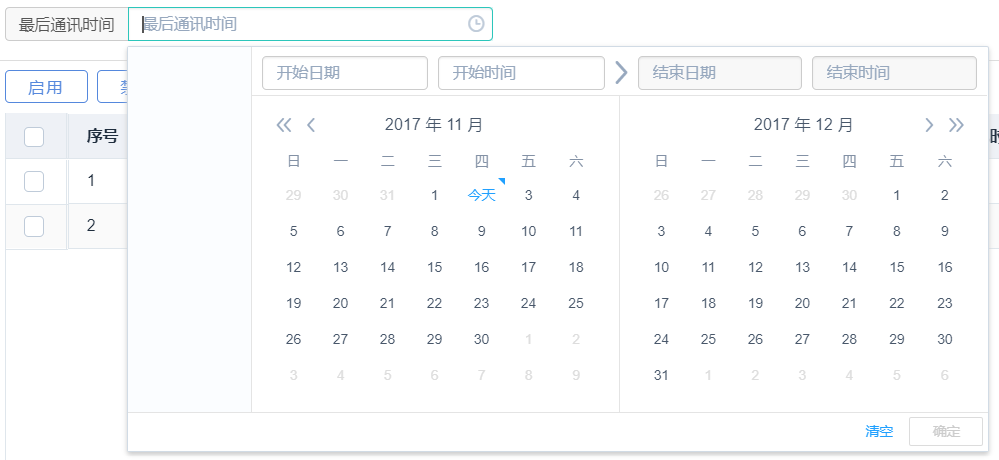 最后通讯时间 最后通讯时间
启用
序号
1
2
开始日期 开始时间 结束日期 结束时间
2017 年 11 月
日 一 二 三 四 五 六
29 30 31 1 今天 3 4
5 6 7 8 9 10 11
12 13 14 15 16 17 18
19 20 21 22 23 24 25
26 27 28 29 30 1 2
3 4 5 6 7 8 9
2017 年 12 月
日 一 二 三 四 五 六
26 27 28 29 30 1 2
3 4 5 6 7 8 9
10 11 12 13 14 15 16
17 18 19 20 21 22 23
24 25 26 27 28 29 30
31 1 2 3 4 5 6
清空 确定